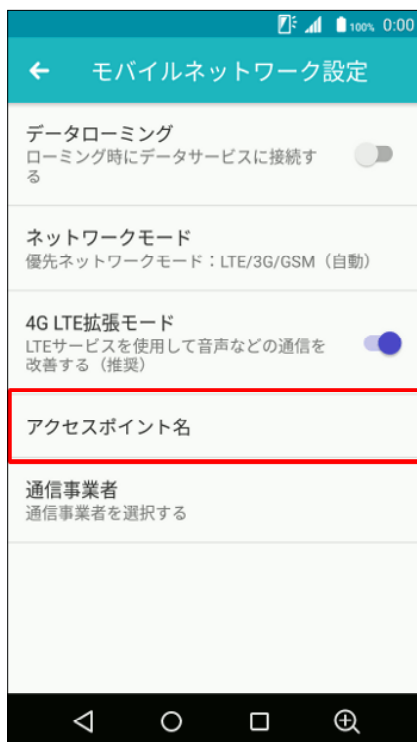 100% 0:00
モバイルネットワーク設定
データローミング
ローミング時にデータサービスに接続す
る
ネットワークモード
優先ネットワークモード：LTE/3G/GSM（自動）
4G LTE拡張モード
LTEサービスを使用して音声などの通信を
改善する（推奨）
アクセスポイント名
通信事業者
通信事業者を選択する